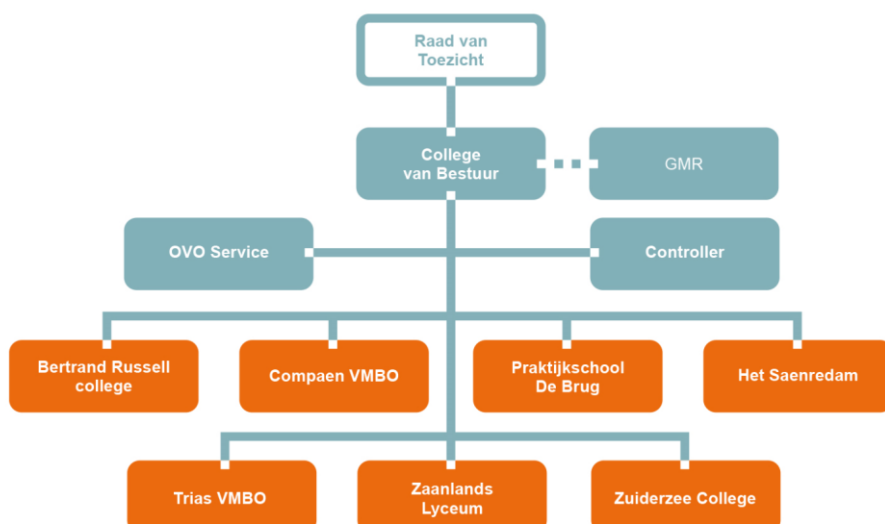 Raad van
Toezicht
College
van Bestuur
GMR
OVO Service
Controller
Bertrand Russell
college
Compaen VMBO
Praktijkschool
De Brug
Het Saenredam
Trias VMBO
Zaanlands
Lyceum
Zuiderzee College